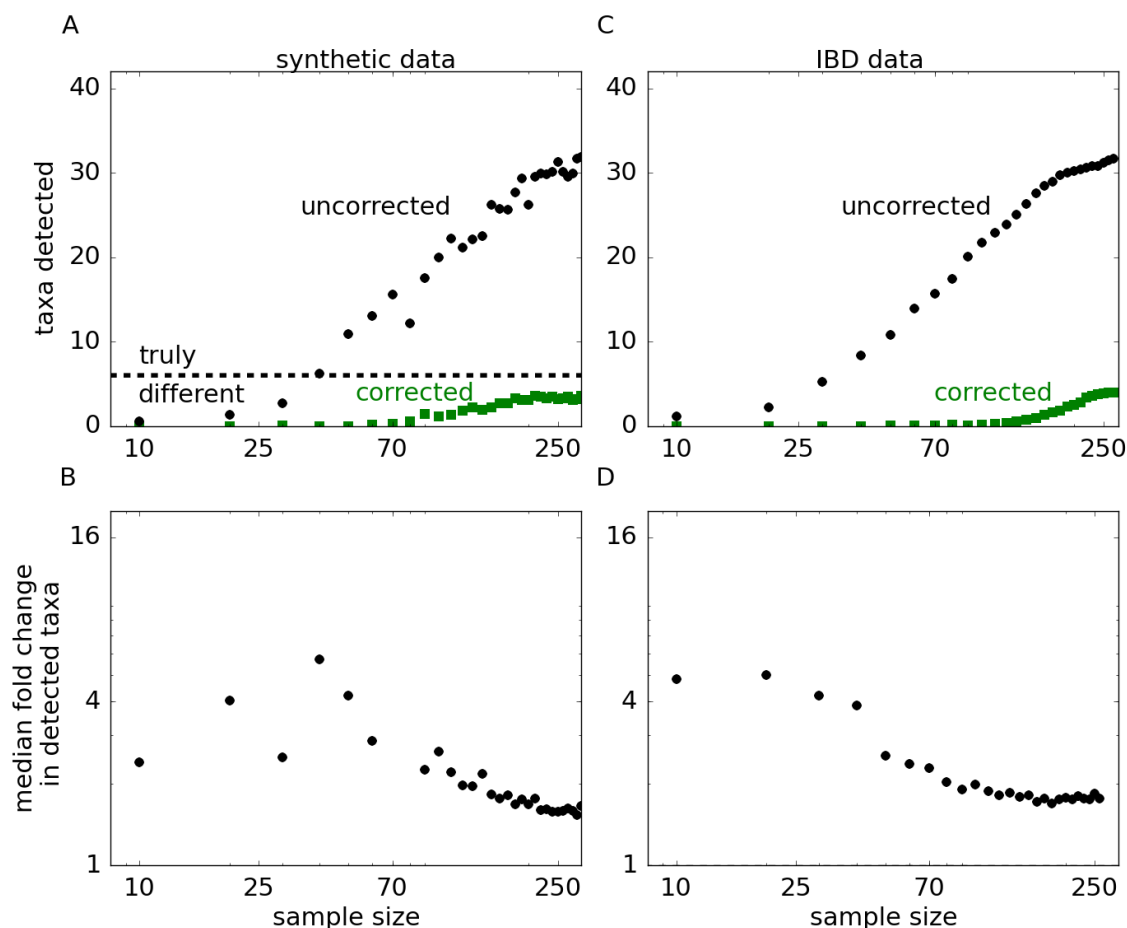 A
synthetic data
40
30
20
10
0
taxa detected
uncorrected
truly
different
corrected
10 25 70 250
C
IBD data
40
30
20
10
0
uncorrected
corrected
10 25 70 250
B
16
4
1
median fold change
in detected taxa
10 25 70 250
sample size
D
16
4
1
10 25 70 250
sample size